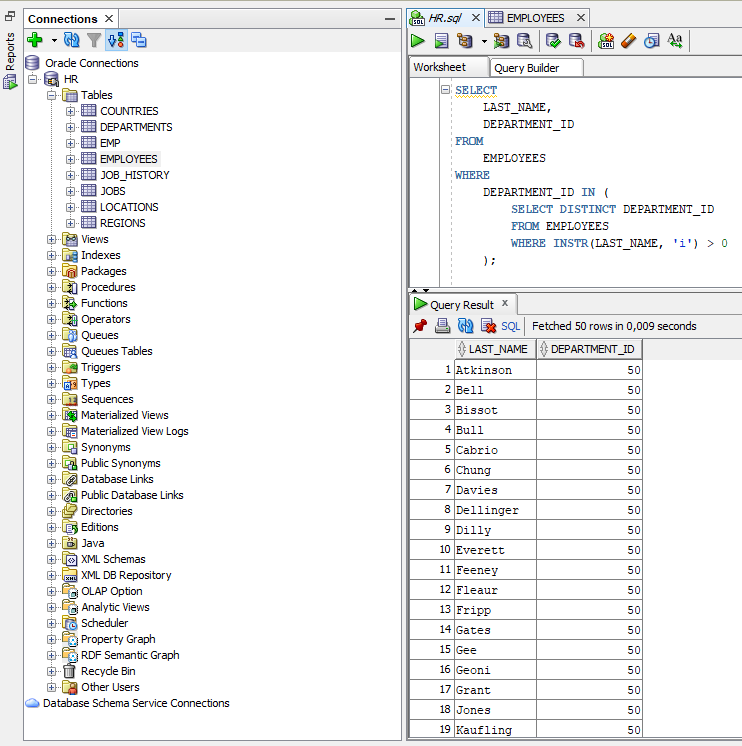 Reports
Connections
Oracle Connections
HR
Tables
COUNTRIES
DEPARTMENTS
EMP
EMPLOYEES
JOB_HISTORY
JOBS
LOCATIONS
REGIONS
Views
Indexes
Packages
Procedures
Functions
Operators
Queues
Queues Tables
Triggers
Types
Sequences
Materialized Views
Materialized View Logs
Synonyms
Public Synonyms
Database Links
Public Database Links
Directories
Editions
Java
XML Schemas
XML DB Repository
OLAP Option
Analytic Views
Scheduler
Property Graph
RDF Semantic Graph
Recycle Bin
Other Users
Database Schema Service Connections
HR.sql EMPLOYEES
Worksheet Query Builder
SELECT
LAST_NAME,
DEPARTMENT_ID
FROM
EMPLOYEES
WHERE
DEPARTMENT_ID IN (
SELECT DISTINCT DEPARTMENT_ID
FROM EMPLOYEES
WHERE INSTR(LAST_NAME, 'i') > 0
);
Query Result
SQL Fetched 50 rows in 0,009 seconds
LAST_NAME DEPARTMENT_ID
1 Atkinson 50
2 Bell 50
3 Bissot 50
4 Bull 50
5 Cabrio 50
6 Chung 50
7 Davies 50
8 Dellinger 50
9 Dilly 50
10 Everett 50
11 Feeney 50
12 Fleaur 50
13 Fripp 50
14 Gates 50
15 Gee 50
16 Geoni 50
17 Grant 50
18 Jones 50
19 Kaufling 50